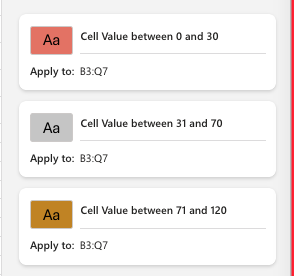 Aa Cell Value between 0 and 30
Apply to: B3:Q7
Aa Cell Value between 31 and 70
Apply to: B3:Q7
Aa Cell Value between 71 and 120
Apply to: B3:Q7